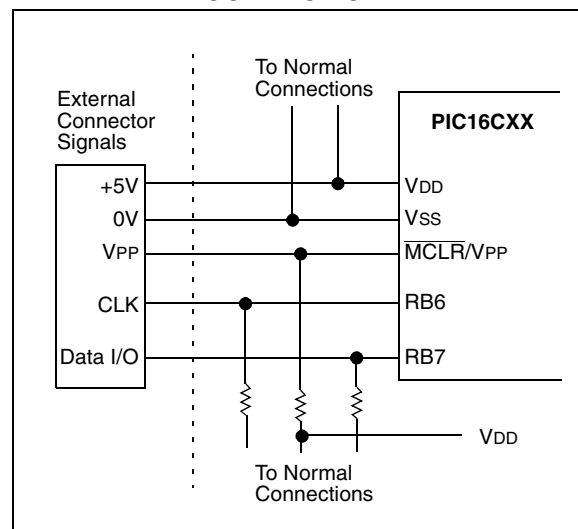 To Normal
Connections
External
Connector
Signals
PIC16CXX
+5V
VDD
0V
VSS
VPP
MCLR/VPP
CLK
RB6
Data I/O
RB7
VDD
To Normal
Connections